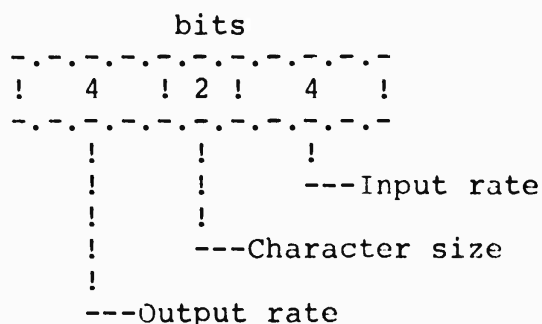 bits
-.-.-.-.-.-.-.-.-.-.-
! 4 ! 2 ! 4 !
-.-.-.-.-.-.-.-.-.-.-
! ! !
! ! ---Input rate
! !
! ---Character size
!
---Output rate